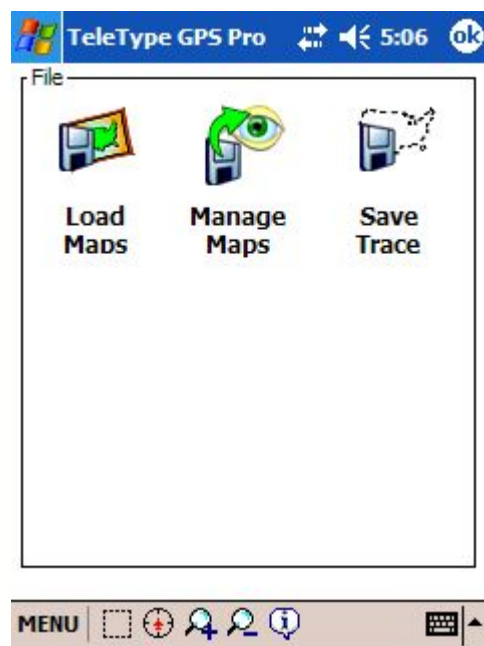 TeleType GPS Pro 5:06 ok
File
Load Manage Save
Maps Maps Trace
MENU